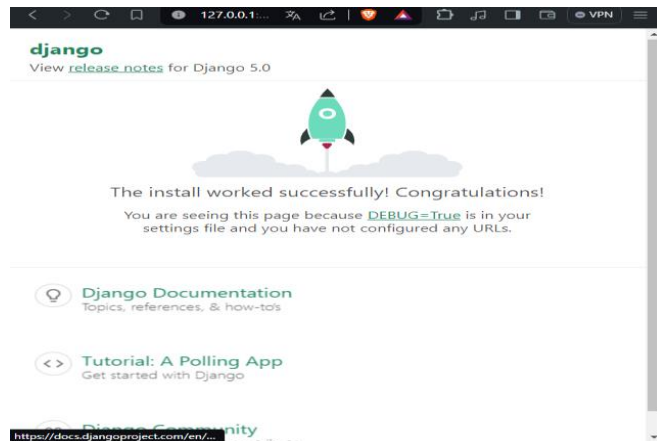 127.0.0.1:...
VPN
django
View release notes for Django 5.0
The install worked successfully! Congratulations!
You are seeing this page because DEBUG=True is in your
settings file and you have not configured any URLs.
Django Documentation
Topics, references, & how-to's
Tutorial: A Polling App
Get started with Django
Django Community
https://docs.djangoproject.com/en/...